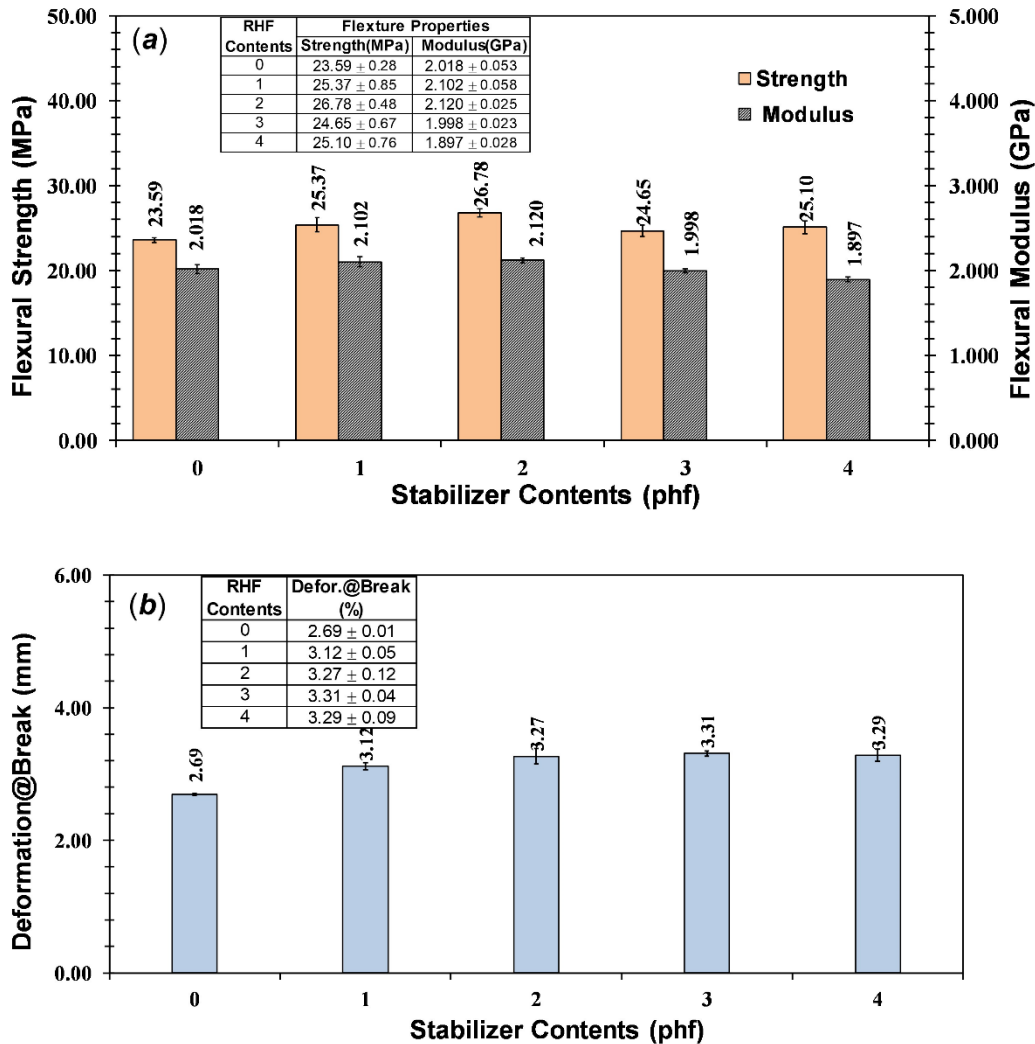 (a)
RHF Contents Flexture Properties
Strength(MPa) Modulus(GPa)
0 23.59 ± 0.28 2.018 ± 0.053
1 25.37 ± 0.85 2.102 ± 0.058
2 26.78 ± 0.48 2.120 ± 0.025
3 24.65 ± 0.67 1.998 ± 0.023
4 25.10 ± 0.76 1.897 ± 0.028
Strength
Modulus
Flexural Strength (MPa)
50.00
40.00
30.00
20.00
10.00
0.00
23.59 2.018 25.37 2.102 26.78 2.120 24.65 1.998 25.10 1.897
5.000
4.000
3.000
2.000
1.000
0.000
Flexural Modulus (GPa)
0 1 2 3 4
Stabilizer Contents (phf)
(b)
RHF Contents Defor.@Break (%)
0 2.69 ± 0.01
1 3.12 ± 0.05
2 3.27 ± 0.12
3 3.31 ± 0.04
4 3.29 ± 0.09
Deformation@Break (mm)
6.00
4.00
2.00
0.00
2.69 3.12 3.27 3.31 3.29
0 1 2 3 4
Stabilizer Contents (phf)